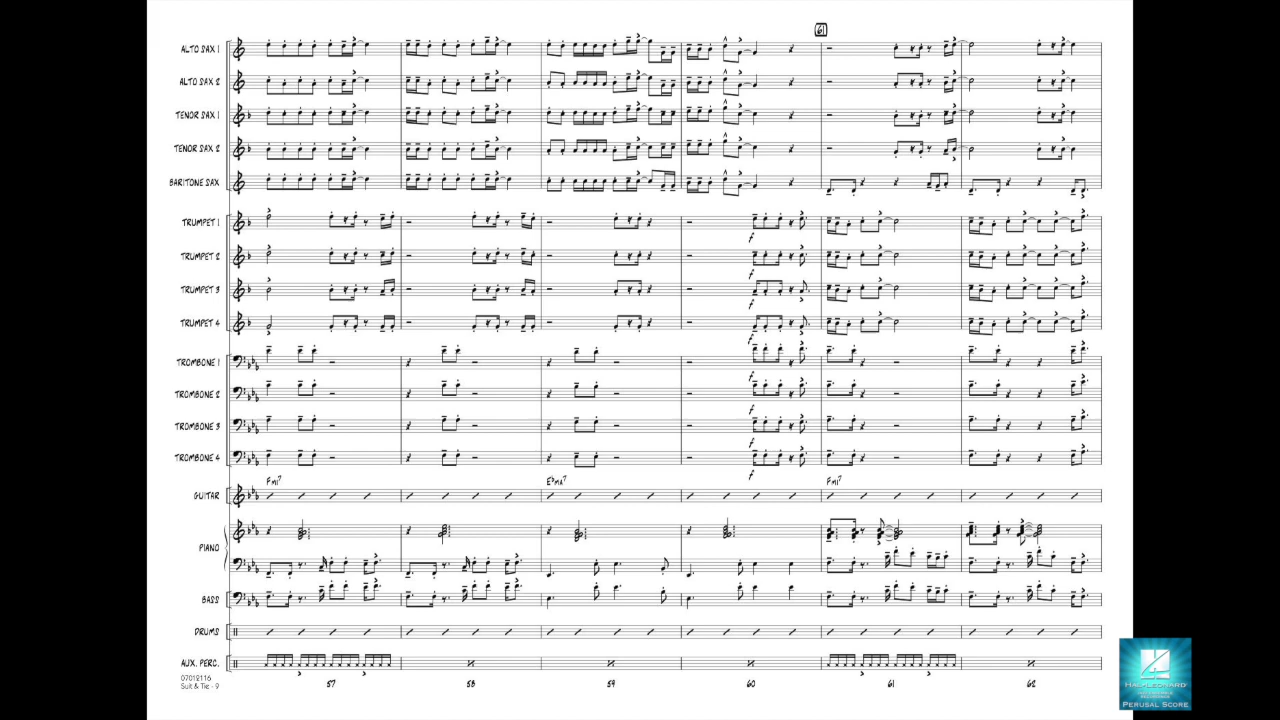 61
ALTO SAX 1
ALTO SAX 2
TENOR SAX 1
TENOR SAX 2
BARITONE SAX
TRUMPET 1
f
TRUMPET 2
f
TRUMPET 3
f
TRUMPET 4
f
TROMBONE 1
f
TROMBONE 2
f
TROMBONE 3
f
TROMBONE 4
f
FMI7 E♭MA7 FMI7
GUITAR
PIANO
BASS
DRUMS
AUX. PERC.
07012116
Suit & Tie - 9
57 58 59 60 61 62
HAL•LEONARD®
PERUSAL SCORE